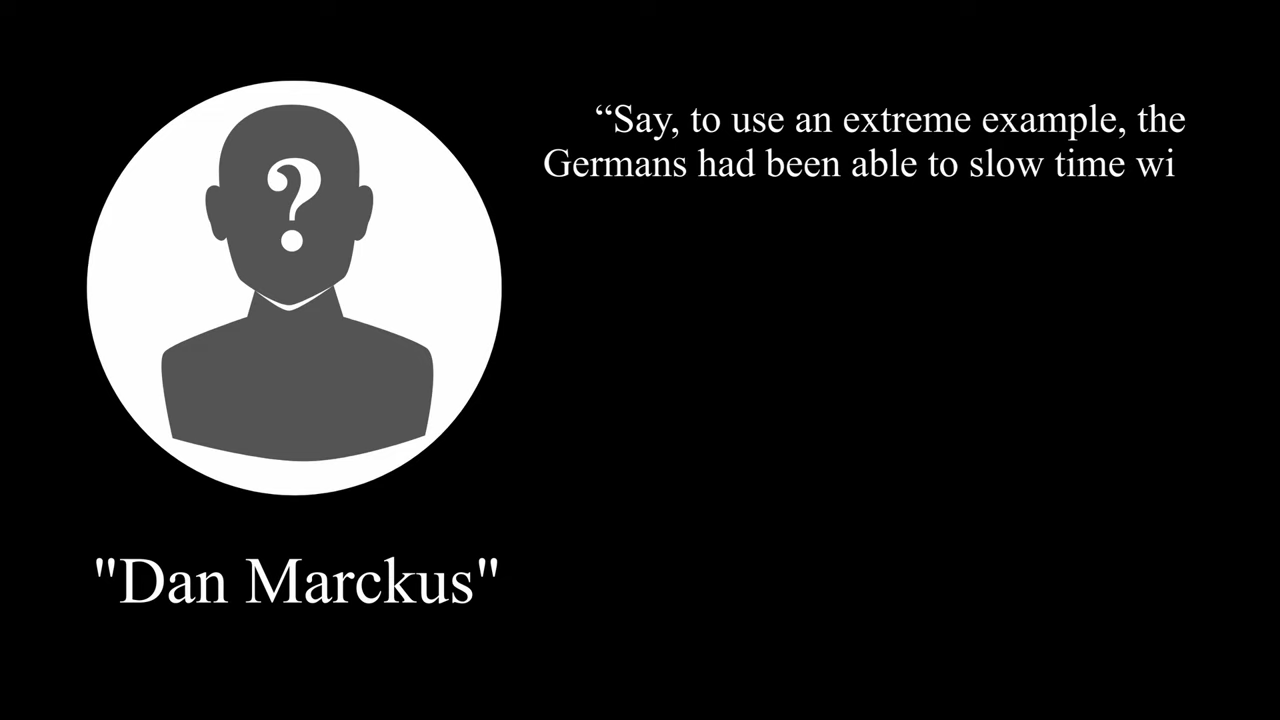 “Say, to use an extreme example, the
Germans had been able to slow time wi
?
"Dan Marckus"